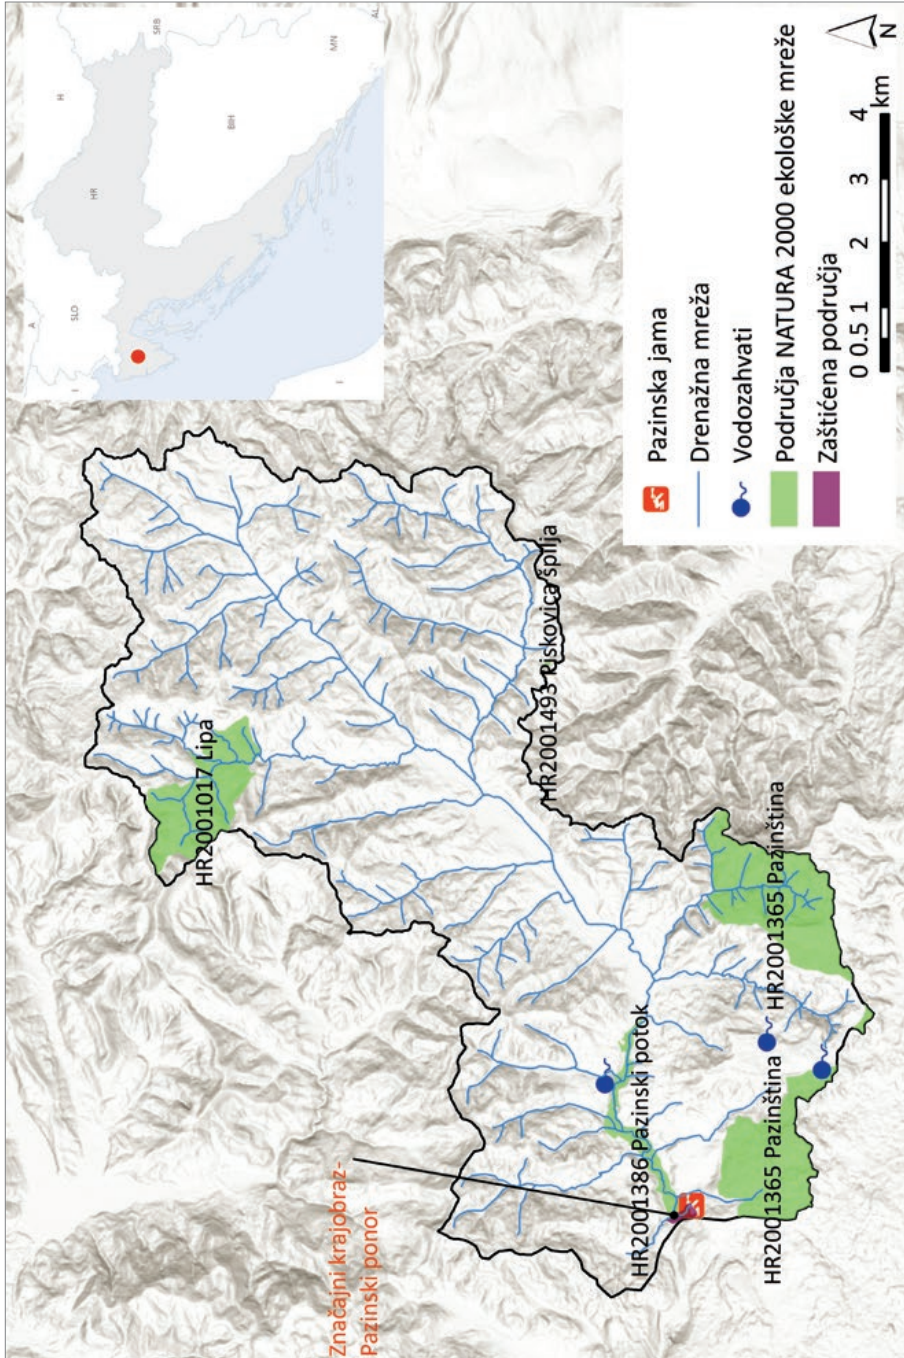 A
H
SLO
HR
SRB
I
BIH
MN
I
AL
Značajni krajobraz-
Pazinski ponor
HR2001017 Lipa
HR2001493 Piskovica špilja
HR2001386 Pazinski potok
HR2001365 Pazinština
HR2001365 Pazinština
Pazinska jama
Drenažna mreža
Vodozahvati
Područja NATURA 2000 ekološke mreže
Zaštićena područja
0 0.5 1 2 3 4
km
N